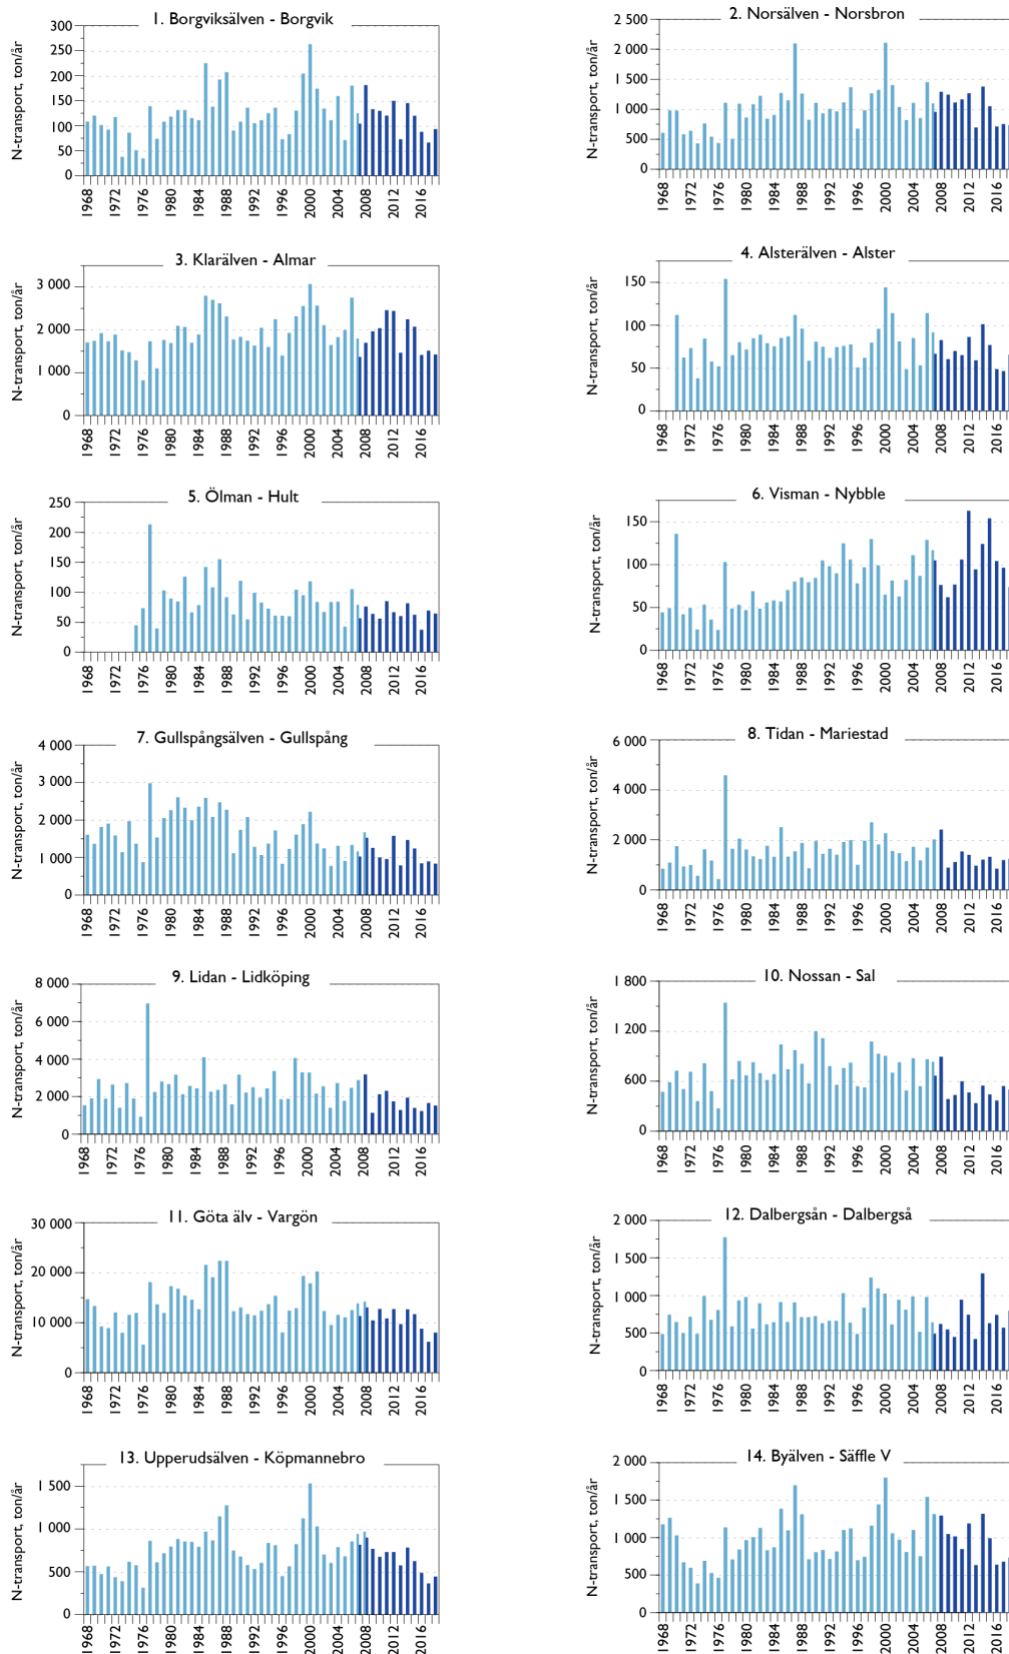 1. Borgviksälven - Borgvik
N-transport, ton/år
300
250
200
150
100
50
0
1968 1972 1976 1980 1984 1988 1992 1996 2000 2004 2008 2012 2016
2. Norsälven - Norsbron
N-transport, ton/år
2 500
2 000
1 500
1 000
500
0
1968 1972 1976 1980 1984 1988 1992 1996 2000 2004 2008 2012 2016
3. Klarälven - Almar
N-transport, ton/år
3 000
2 000
1 000
0
1968 1972 1976 1980 1984 1988 1992 1996 2000 2004 2008 2012 2016
4. Alsterälven - Alster
N-transport, ton/år
150
100
50
0
1968 1972 1976 1980 1984 1988 1992 1996 2000 2004 2008 2012 2016
5. Ölman - Hult
N-transport, ton/år
250
200
150
100
50
0
1968 1972 1976 1980 1984 1988 1992 1996 2000 2004 2008 2012 2016
6. Visman - Nybble
N-transport, ton/år
150
100
50
0
1968 1972 1976 1980 1984 1988 1992 1996 2000 2004 2008 2012 2016
7. Gullspångsälven - Gullspång
N-transport, ton/år
4 000
3 000
2 000
1 000
0
1968 1972 1976 1980 1984 1988 1992 1996 2000 2004 2008 2012 2016
8. Tidan - Mariestad
N-transport, ton/år
6 000
4 000
2 000
0
1968 1972 1976 1980 1984 1988 1992 1996 2000 2004 2008 2012 2016
9. Lidan - Lidköping
N-transport, ton/år
8 000
6 000
4 000
2 000
0
1968 1972 1976 1980 1984 1988 1992 1996 2000 2004 2008 2012 2016
10. Nossan - Sal
N-transport, ton/år
1 800
1 200
600
0
1968 1972 1976 1980 1984 1988 1992 1996 2000 2004 2008 2012 2016
11. Göta älv - Vargön
N-transport, ton/år
30 000
20 000
10 000
0
1968 1972 1976 1980 1984 1988 1992 1996 2000 2004 2008 2012 2016
12. Dalbergsån - Dalbergså
N-transport, ton/år
2 000
1 500
1 000
500
0
1968 1972 1976 1980 1984 1988 1992 1996 2000 2004 2008 2012 2016
13. Upperudsälven - Köpmannebro
N-transport, ton/år
1 500
1 000
500
0
1968 1972 1976 1980 1984 1988 1992 1996 2000 2004 2008 2012 2016
14. Byälven - Säffle V
N-transport, ton/år
2 000
1 500
1 000
500
0
1968 1972 1976 1980 1984 1988 1992 1996 2000 2004 2008 2012 2016